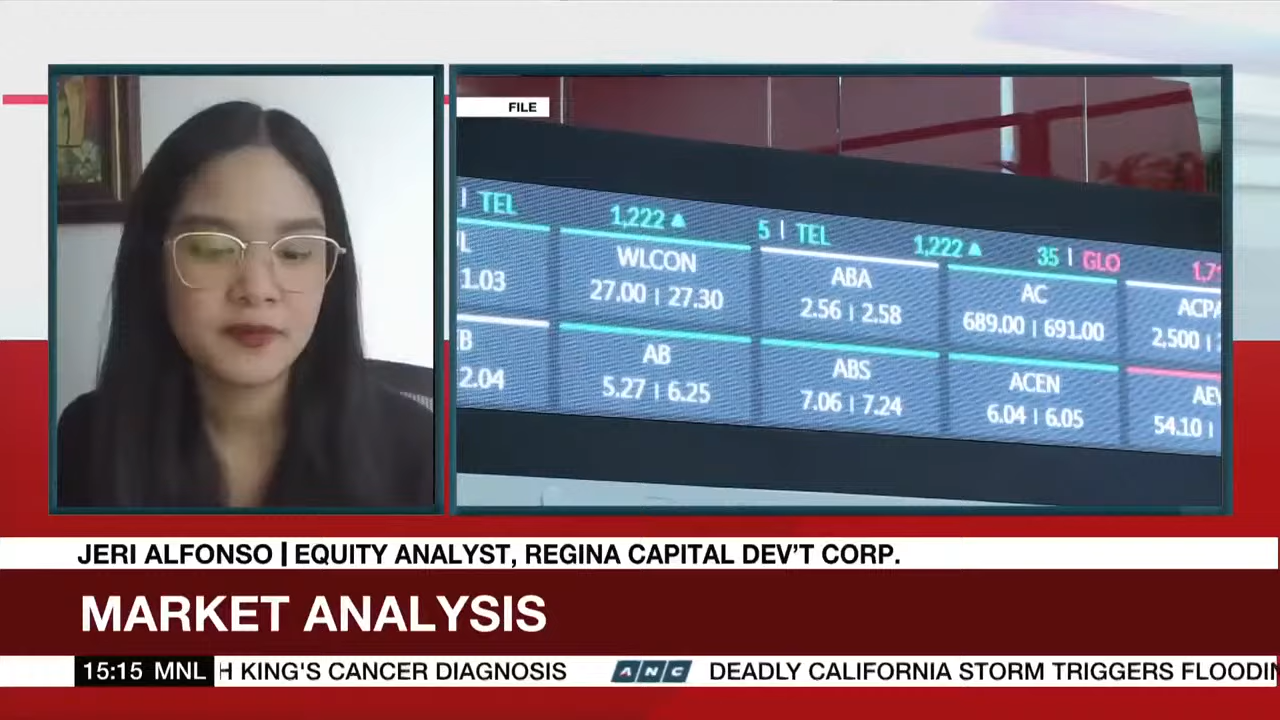 FILE
TEL 1,222 ▲ 5 | TEL 1,222 ▲ 35 | GLO
1.03
WLCON
27.00 | 27.30
ABA
2.56 | 2.58
AC
689.00 | 691.00
2,500 |
2.04
AB
5.27 | 6.25
ABS
7.06 | 7.24
ACEN
6.04 | 6.05
54.10 |
JERI ALFONSO | EQUITY ANALYST, REGINA CAPITAL DEV'T CORP.
MARKET ANALYSIS
15:15 MNL H KING'S CANCER DIAGNOSIS ANC DEADLY CALIFORNIA STORM TRIGGERS FLOODIN